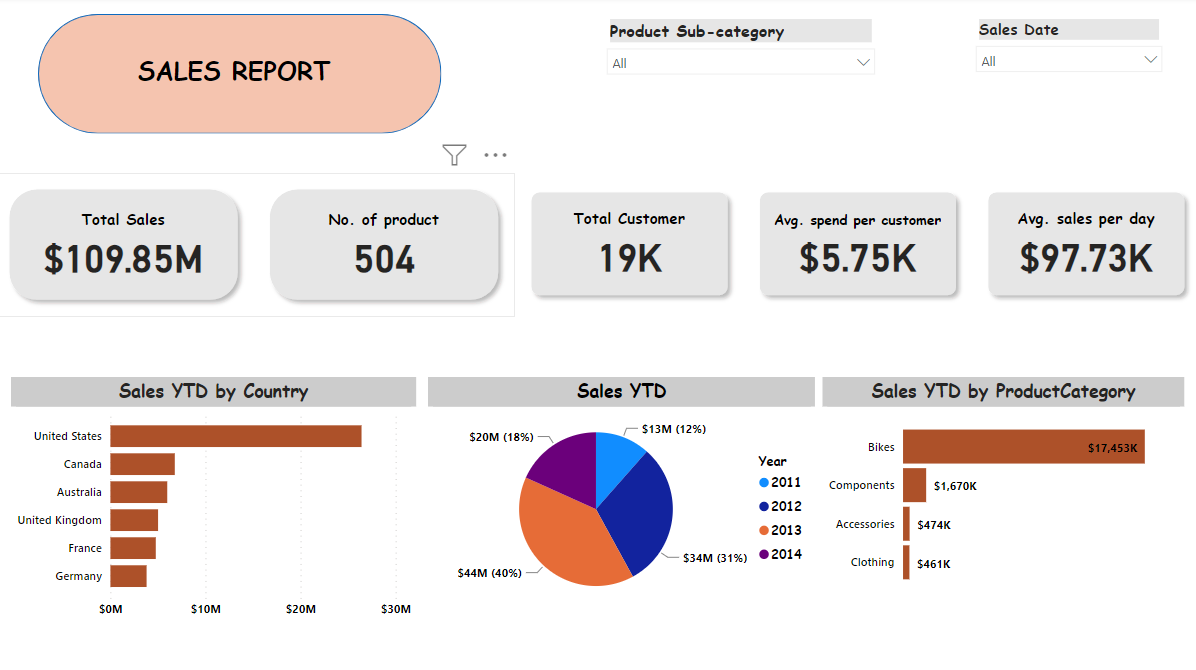 SALES REPORT
Product Sub-category
All
Sales Date
All
Total Sales
$109.85M
No. of product
504
Total Customer
19K
Avg. spend per customer
$5.75K
Avg. sales per day
$97.73K
Sales YTD by Country
United States
Canada
Australia
United Kingdom
France
Germany
$0M $10M $20M $30M
Sales YTD
$13M (12%)
$20M (18%)
$34M (31%)
$44M (40%)
Year
2011
2012
2013
2014
Sales YTD by ProductCategory
Bikes $17,453K
Components $1,670K
Accessories $474K
Clothing $461K